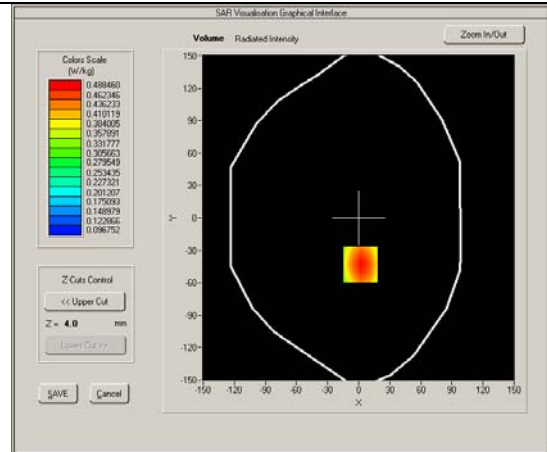 SAR Visualisation Graphical Interface
Volume Radiated Intensity
Zoom In/Out
Colors Scale
(W/kg)
0.488460
0.462346
0.436233
0.410119
0.384005
0.357891
0.331777
0.305663
0.279549
0.253435
0.227321
0.201207
0.175093
0.148979
0.122866
0.096752
150
120
90
60
30
0
-30
-60
-90
-120
-150
Y
-150 -120 -90 -60 -30 0 30 60 90 120 150
X
Z Cuts Control
<< Upper Cut
Z = 4.0 mm
Lower Cut >>
SAVE Cancel